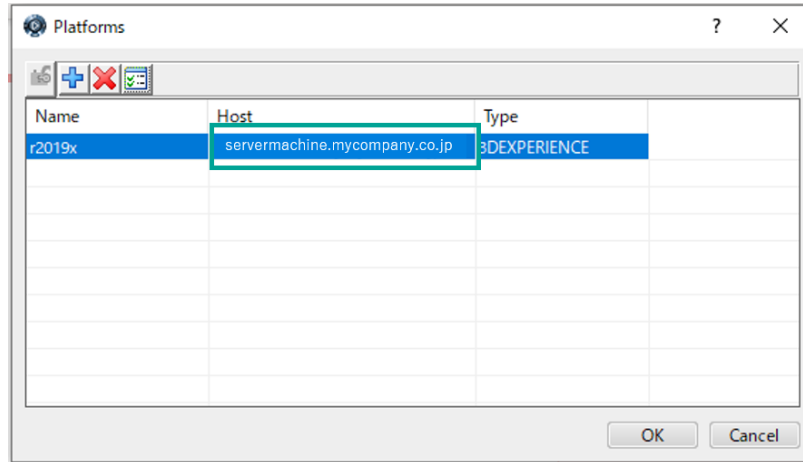 Platforms
Name Host Type
r2019x servermachine.mycompany.co.jp 3DEXPERIENCE
OK Cancel